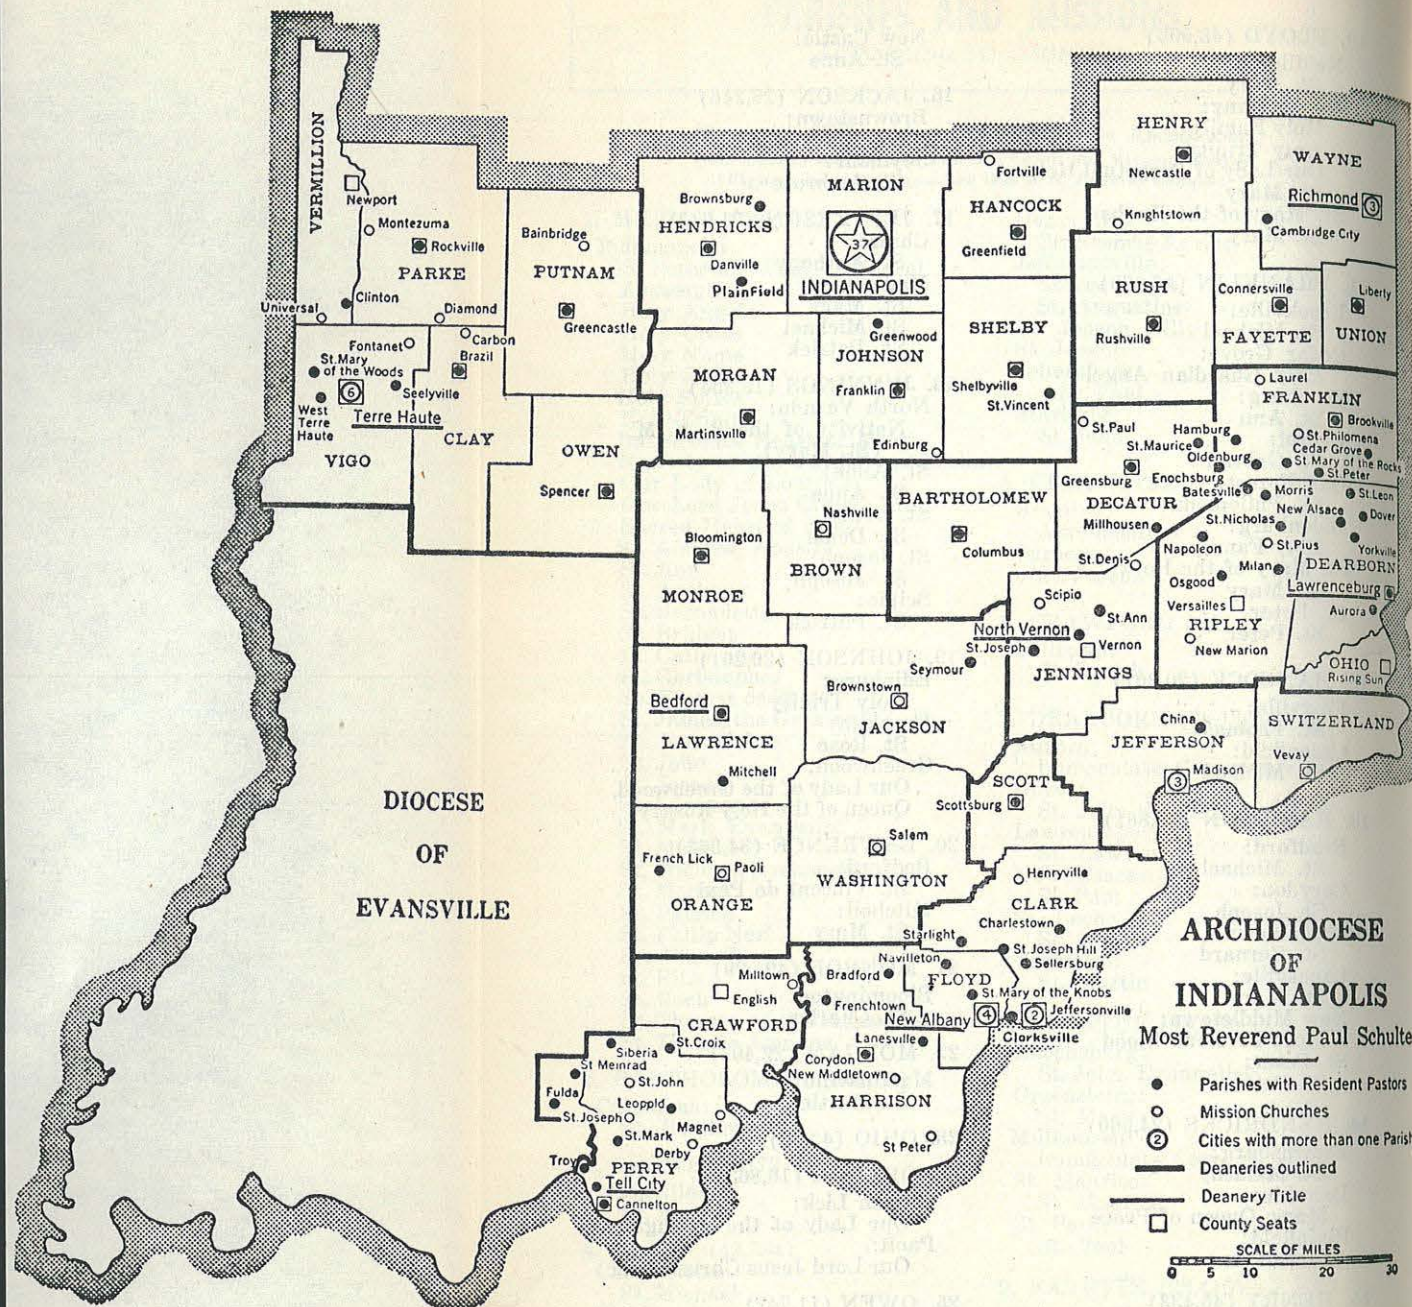 VERMILLION
Newport
Montezuma
Rockville
PARKE
Clinton
Universal
Diamond
Bainbridge
PUTNAM
Greencastle
Fontanet
Carbon
Brazil
St. Mary
of the Woods
6
Seelyville
West
Terre
Haute
Terre Haute
CLAY
VIGO
OWEN
Spencer
Brownsburg
HENDRICKS
Danville
Plainfield
MARION
37
INDIANAPOLIS
Fortville
HANCOCK
Greenfield
HENRY
Newcastle
Knightstown
WAYNE
Richmond
3
Cambridge City
RUSH
Rushville
Connersville
FAYETTE
Liberty
UNION
MORGAN
Martinsville
Greenwood
JOHNSON
Franklin
Edinburg
SHELBY
Shelbyville
St. Vincent
Laurel
FRANKLIN
Brookville
St. Paul
Hamburg
St. Maurice
Oldenburg
St. Philomena
Cedar Grove
St. Mary of the Rocks
St. Peter
Greensburg
Enochsburg
Batesville
Morris
St. Leon
DECATUR
Millhousen
St. Nicholas
New Alsace
Dover
St. Denis
Napoleon
St. Pius
Yorkville
Milan
DEARBORN
Osgood
Lawrenceburg
Versailles
Aurora
RIPLEY
New Marion
OHIO
Rising Sun
Bloomington
MONROE
Nashville
BROWN
BARTHOLOMEW
Columbus
Scipio
St. Ann
North Vernon
St. Joseph
Vernon
Seymour
JENNINGS
Bedford
LAWRENCE
Mitchell
Brownstown
JACKSON
China
JEFFERSON
3
Madison
SWITZERLAND
Vevay
SCOTT
Scottsburg
DIOCESE
OF
EVANSVILLE
French Lick
Paoli
ORANGE
Salem
WASHINGTON
Henryville
CLARK
Charlestown
Starlight
St. Joseph Hill
Navilleton
Sellersburg
Bradford
FLOYD
St. Mary of the Knobs
Milltown
English
CRAWFORD
Frenchtown
New Albany
4
2
Jeffersonville
Clarksville
Lanesville
Corydon
New Middletown
HARRISON
St Peter
Siberia
St. Croix
St Meinrad
St. John
Fulda
Leopold
St. Joseph
Magnet
St. Mark
Derby
Troy
PERRY
Tell City
Cannelton
ARCHDIOCESE
OF
INDIANAPOLIS
Most Reverend Paul Schulte
Parishes with Resident Pastors
Mission Churches
2 Cities with more than one Parish
Deaneries outlined
Deanery Title
County Seats
SCALE OF MILES
0 5 10 20 30